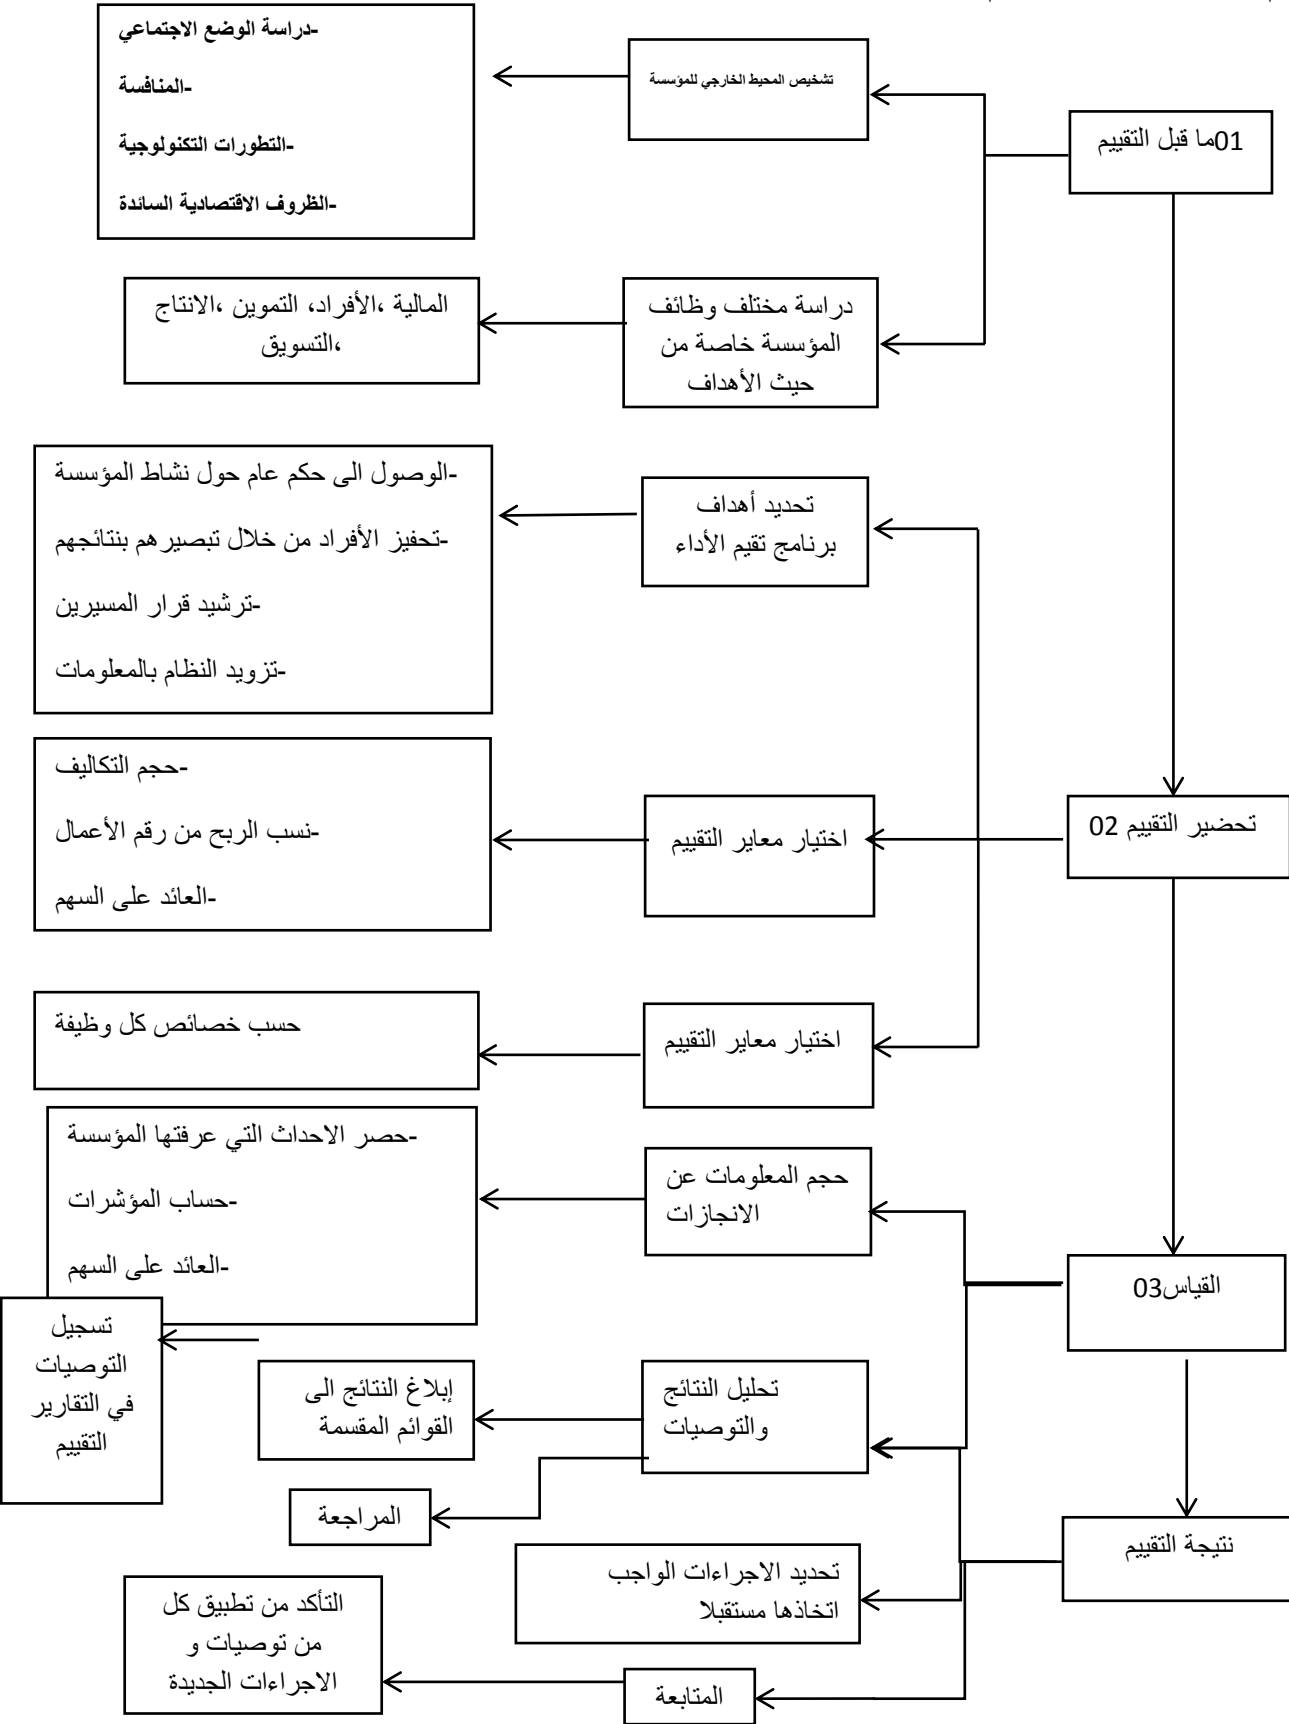 01ما قبل التقييم
تشخيص المحيط الخارجي للمؤسسة
-دراسة الوضع الاجتماعي
-المنافسة
-التطورات التكنولوجية
-الظروف الاقتصادية السائدة
دراسة مختلف وظائف
المؤسسة خاصة من
حيث الأهداف
المالية ،الأفراد، التموين ،الانتاج
،التسويق
تحضير التقييم 02
تحديد أهداف
برنامج تقيم الأداء
-الوصول الى حكم عام حول نشاط المؤسسة
-تحفيز الأفراد من خلال تبصيرهم بنتائجهم
-ترشيد قرار المسيرين
-تزويد النظام بالمعلومات
اختيار معاير التقييم
-حجم التكاليف
-نسب الربح من رقم الأعمال
-العائد على السهم
اختيار معاير التقييم
حسب خصائص كل وظيفة
القياس03
حجم المعلومات عن
الانجازات
-حصر الاحداث التي عرفتها المؤسسة
-حساب المؤشرات
-العائد على السهم
تحليل النتائج
والتوصيات
إبلاغ النتائج الى
القوائم المقسمة
تسجيل
التوصيات
في التقارير
التقييم
المراجعة
نتيجة التقييم
تحديد الاجراءات الواجب
اتخاذها مستقبلا
المتابعة
التأكد من تطبيق كل
من توصيات و
الاجراءات الجديدة